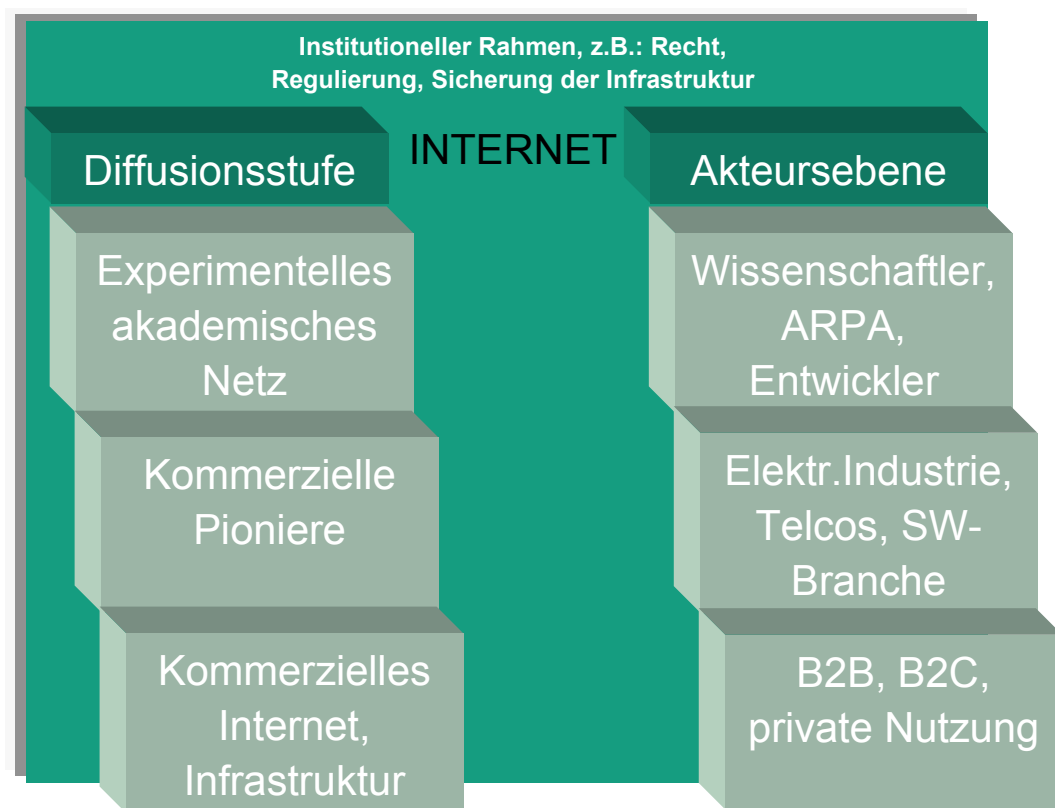 Institutioneller Rahmen, z.B.: Recht,
Regulierung, Sicherung der Infrastruktur
INTERNET
Diffusionsstufe
Experimentelles
akademisches
Netz
Kommerzielle
Pioniere
Kommerzielles
Internet,
Infrastruktur
Akteursebene
Wissenschaftler,
ARPA,
Entwickler
Elektr.Industrie,
Telcos, SW-
Branche
B2B, B2C,
private Nutzung